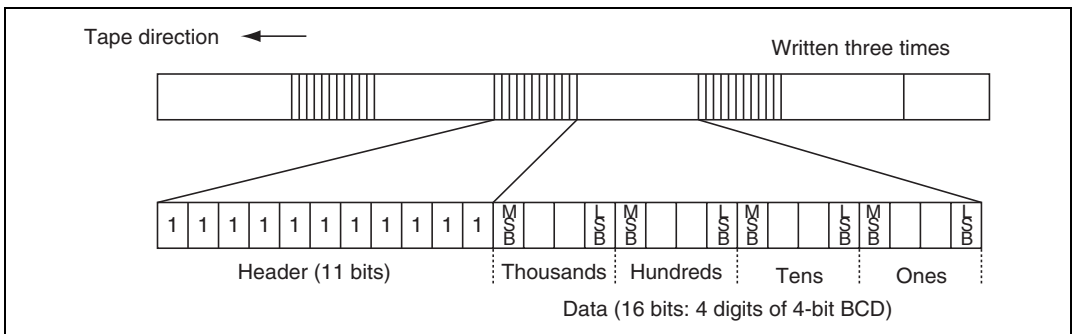 Tape direction
Written three times
1 1 1 1 1 1 1 1 1 1 1 MSB LSB MSB LSB MSB LSB MSB LSB
Header (11 bits) Thousands Hundreds Tens Ones
Data (16 bits: 4 digits of 4-bit BCD)